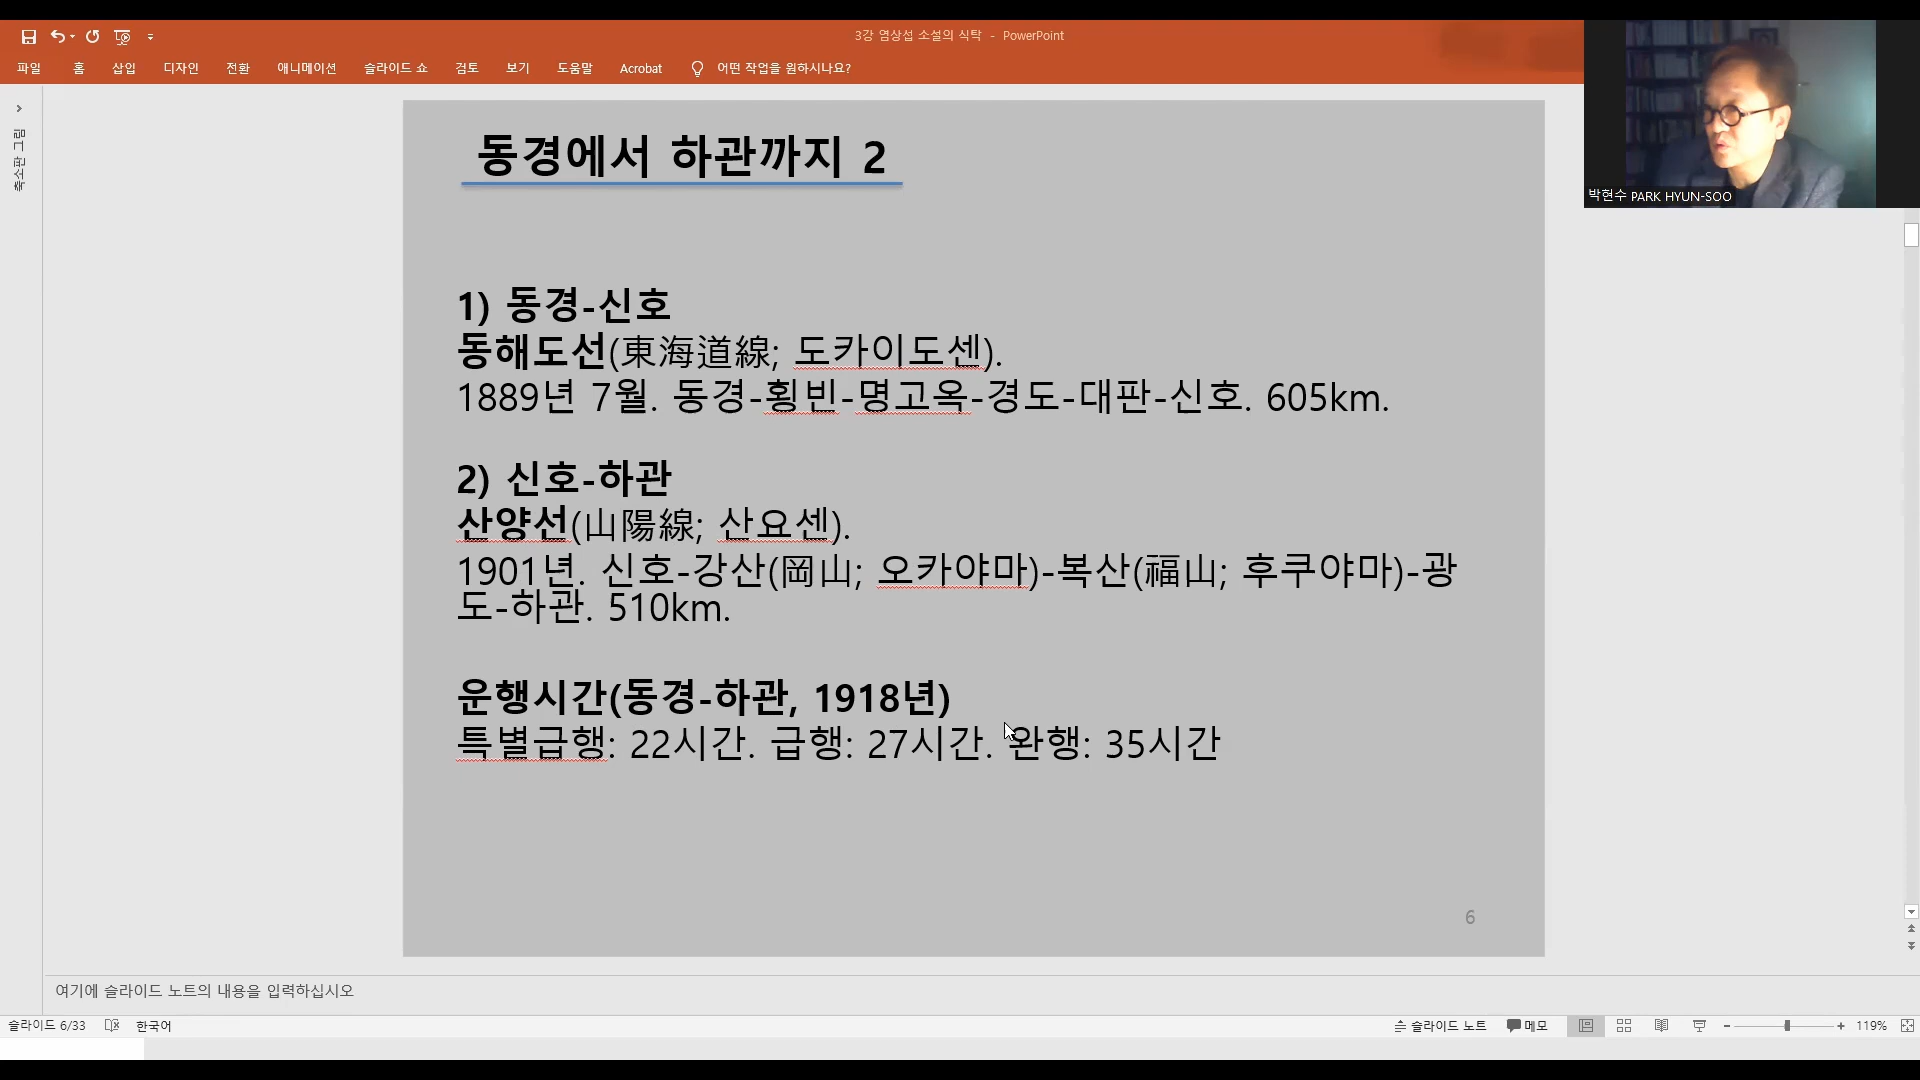 3강 염상섭 소설의 식탁 - PowerPoint
파일 홈 삽입 디자인 전환 애니메이션 슬라이드 쇼 검토 보기 도움말 Acrobat 어떤 작업을 원하시나요?
박현수 PARK HYUN-SOO
축소판 그림
동경에서 하관까지 2
1) 동경-신호
동해도선(東海道線; 도카이도센).
1889년 7월. 동경-횡빈-명고옥-경도-대판-신호. 605km.
2) 신호-하관
산양선(山陽線; 산요센).
1901년. 신호-강산(岡山; 오카야마)-복산(福山; 후쿠야마)-광
도-하관. 510km.
운행시간(동경-하관, 1918년)
특별급행: 22시간. 급행: 27시간. 완행: 35시간
6
여기에 슬라이드 노트의 내용을 입력하십시오
슬라이드 6/33 한국어 슬라이드 노트 메모 119%